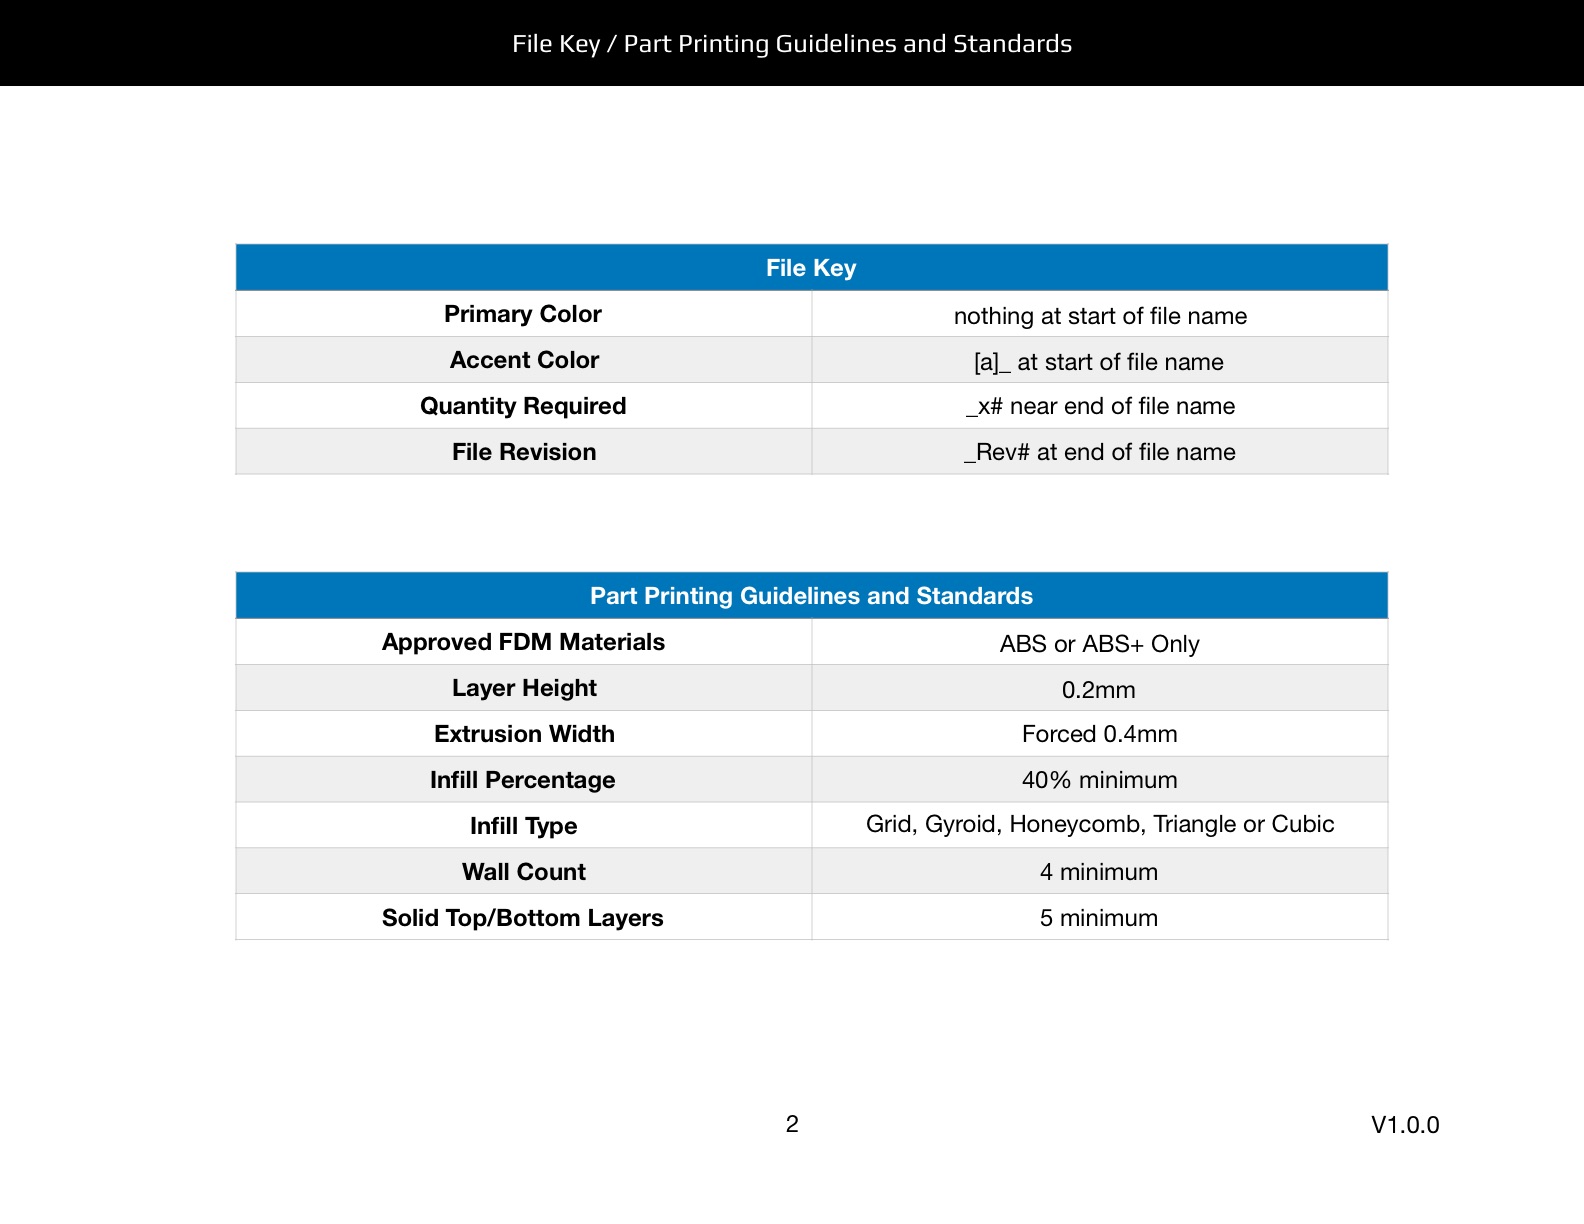 File Key / Part Printing Guidelines and Standards
File Key
Primary Color nothing at start of file name
Accent Color [a]_ at start of file name
Quantity Required _x# near end of file name
File Revision _Rev# at end of file name
Part Printing Guidelines and Standards
Approved FDM Materials ABS or ABS+ Only
Layer Height 0.2mm
Extrusion Width Forced 0.4mm
Infill Percentage 40% minimum
Infill Type Grid, Gyroid, Honeycomb, Triangle or Cubic
Wall Count 4 minimum
Solid Top/Bottom Layers 5 minimum
2 V1.0.0